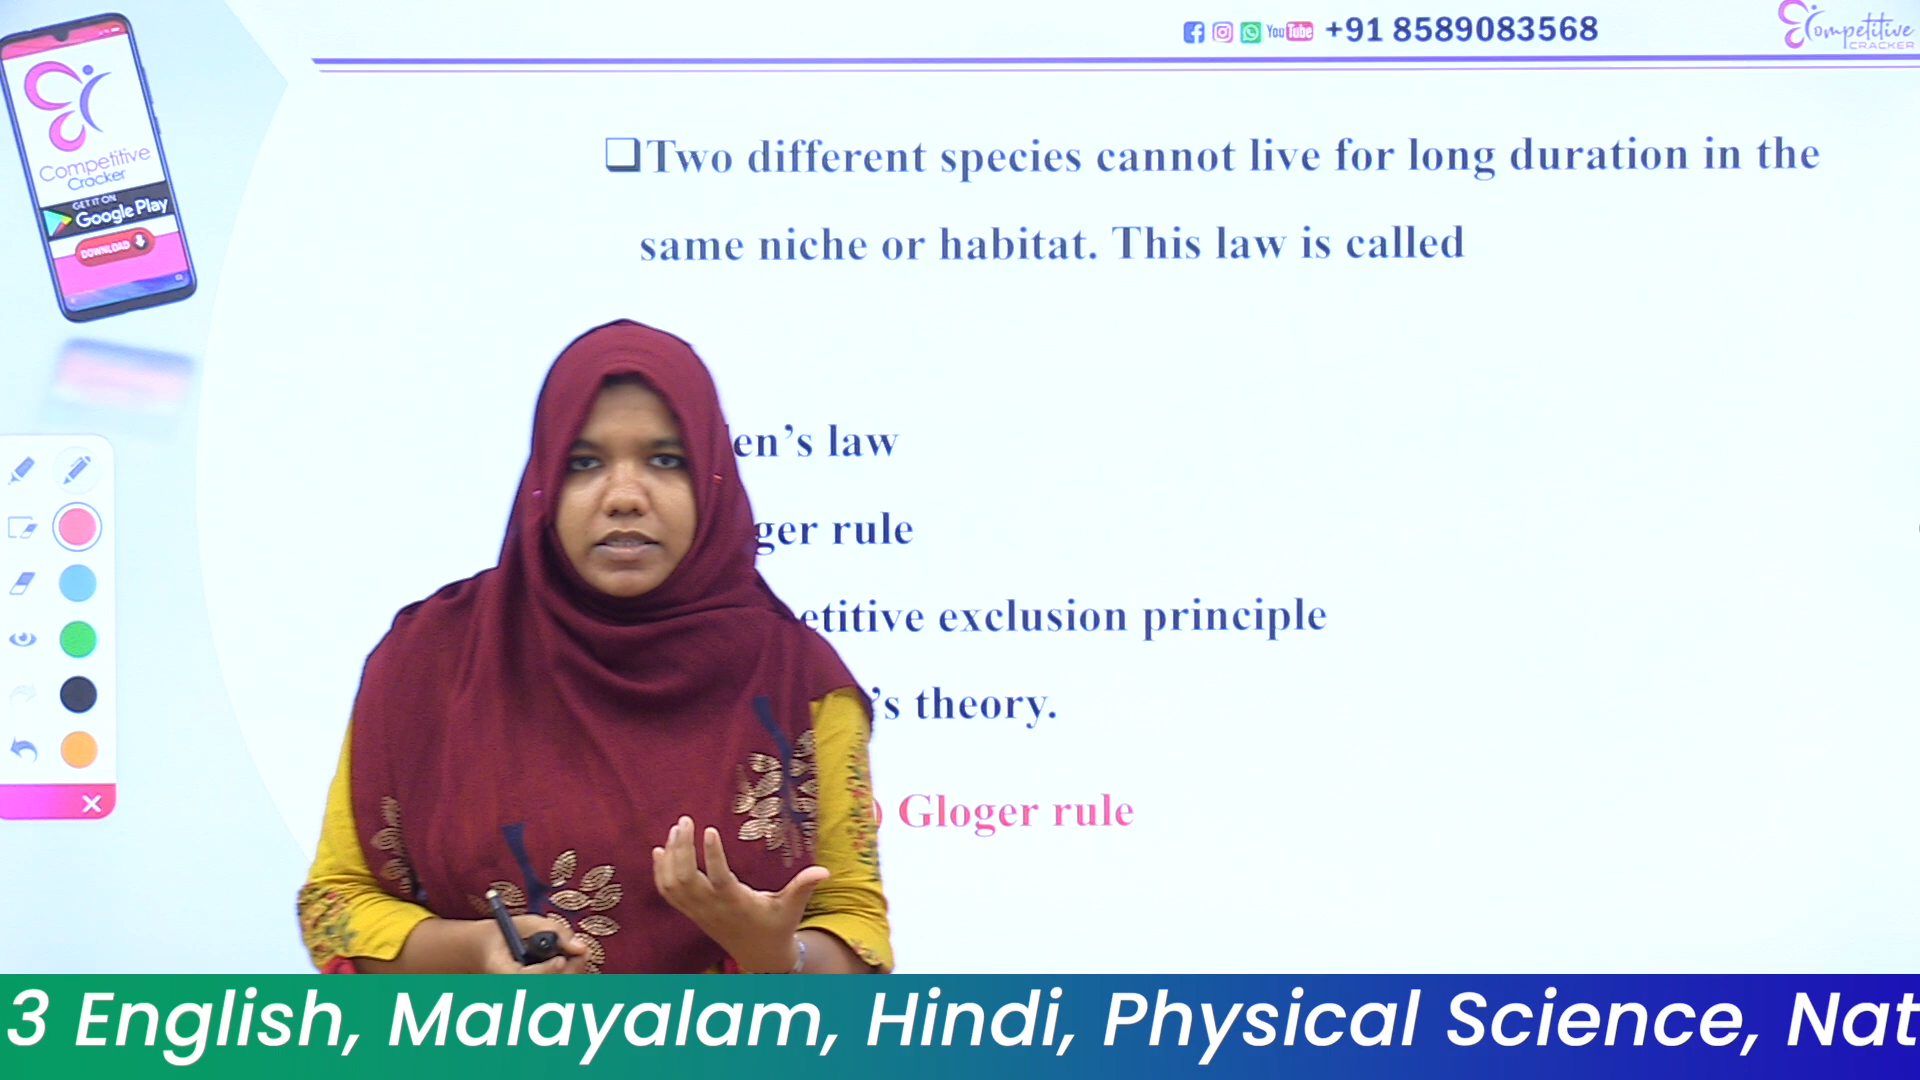 YouTube +91 8589083568
Competitive
CRACKER
Competitive
Cracker
GET IT ON
Google Play
DOWNLOAD
Two different species cannot live for long duration in the
same niche or habitat. This law is called
en’s law
ger rule
etitive exclusion principle
’s theory.
) Gloger rule
3 English, Malayalam, Hindi, Physical Science, Nat